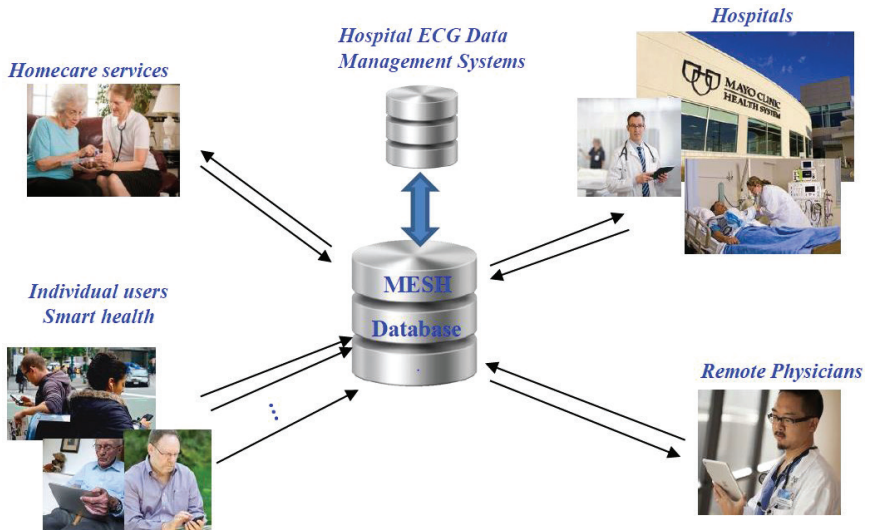 Hospitals
Hospital ECG Data
Management Systems
Homecare services
MAYO CLINIC
HEALTH SYSTEM
MESH
Database
Individual users
Smart health
Remote Physicians